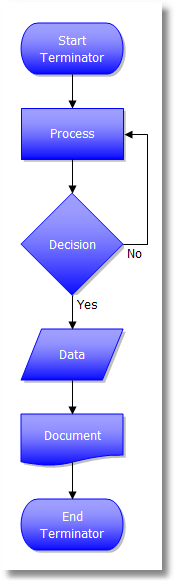 Start
Terminator
Process
Decision
No
Yes
Data
Document
End
Terminator